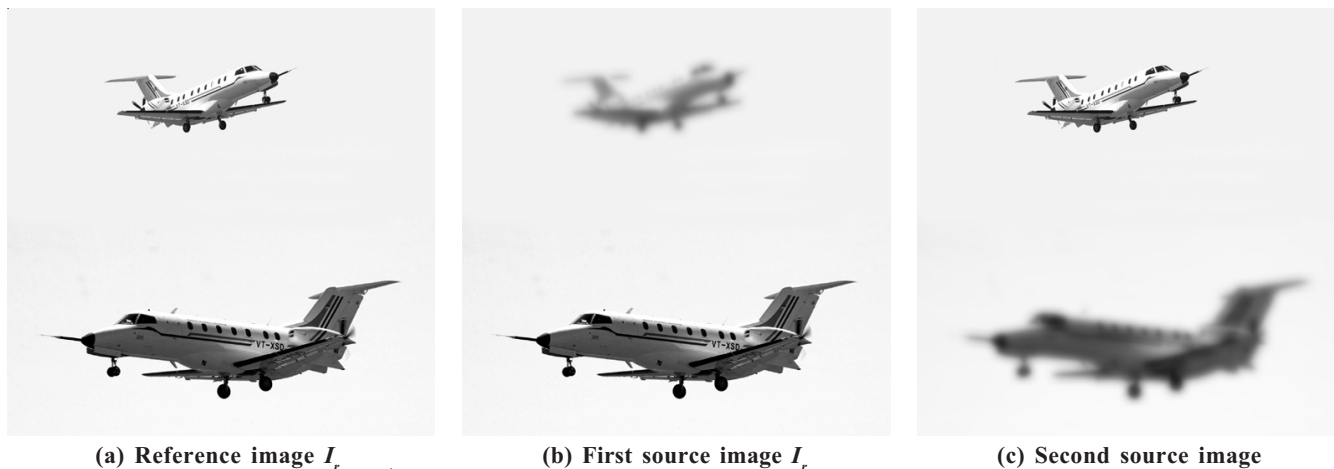 VT-XSD
VT-XSD
(a) Reference image I_r
(b) First source image I_r
(c) Second source image